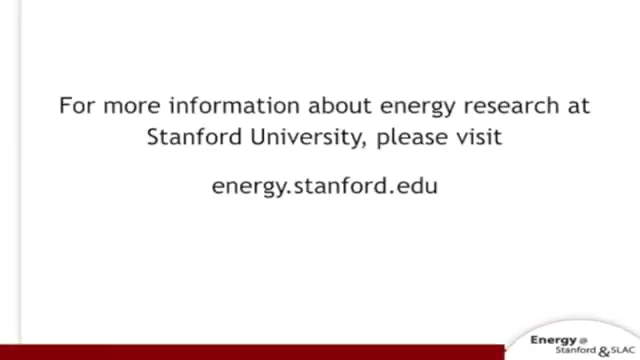 For more information about energy research at
Stanford University, please visit
energy.stanford.edu
Energy @
Stanford & SLAC